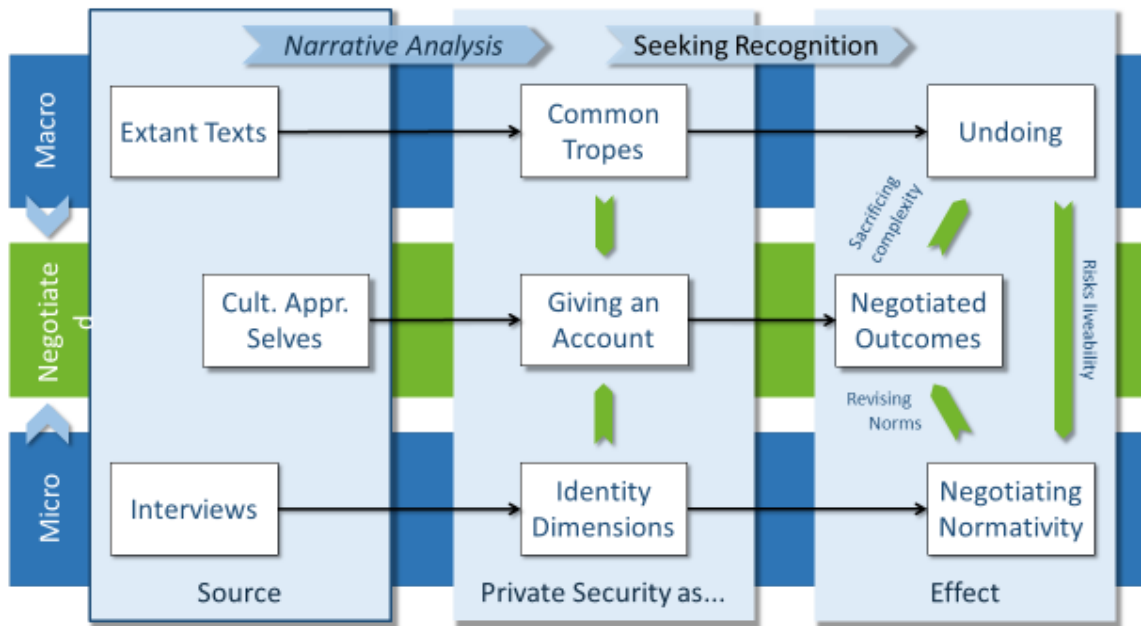 Narrative Analysis
Seeking Recognition
Macro
Extant Texts
Common
Tropes
Undoing
Sacrificing
complexity
Negotiate
d
Cult. Appr.
Selves
Giving an
Account
Negotiated
Outcomes
Risks liveability
Revising
Norms
Micro
Interviews
Identity
Dimensions
Negotiating
Normativity
Source
Private Security as...
Effect